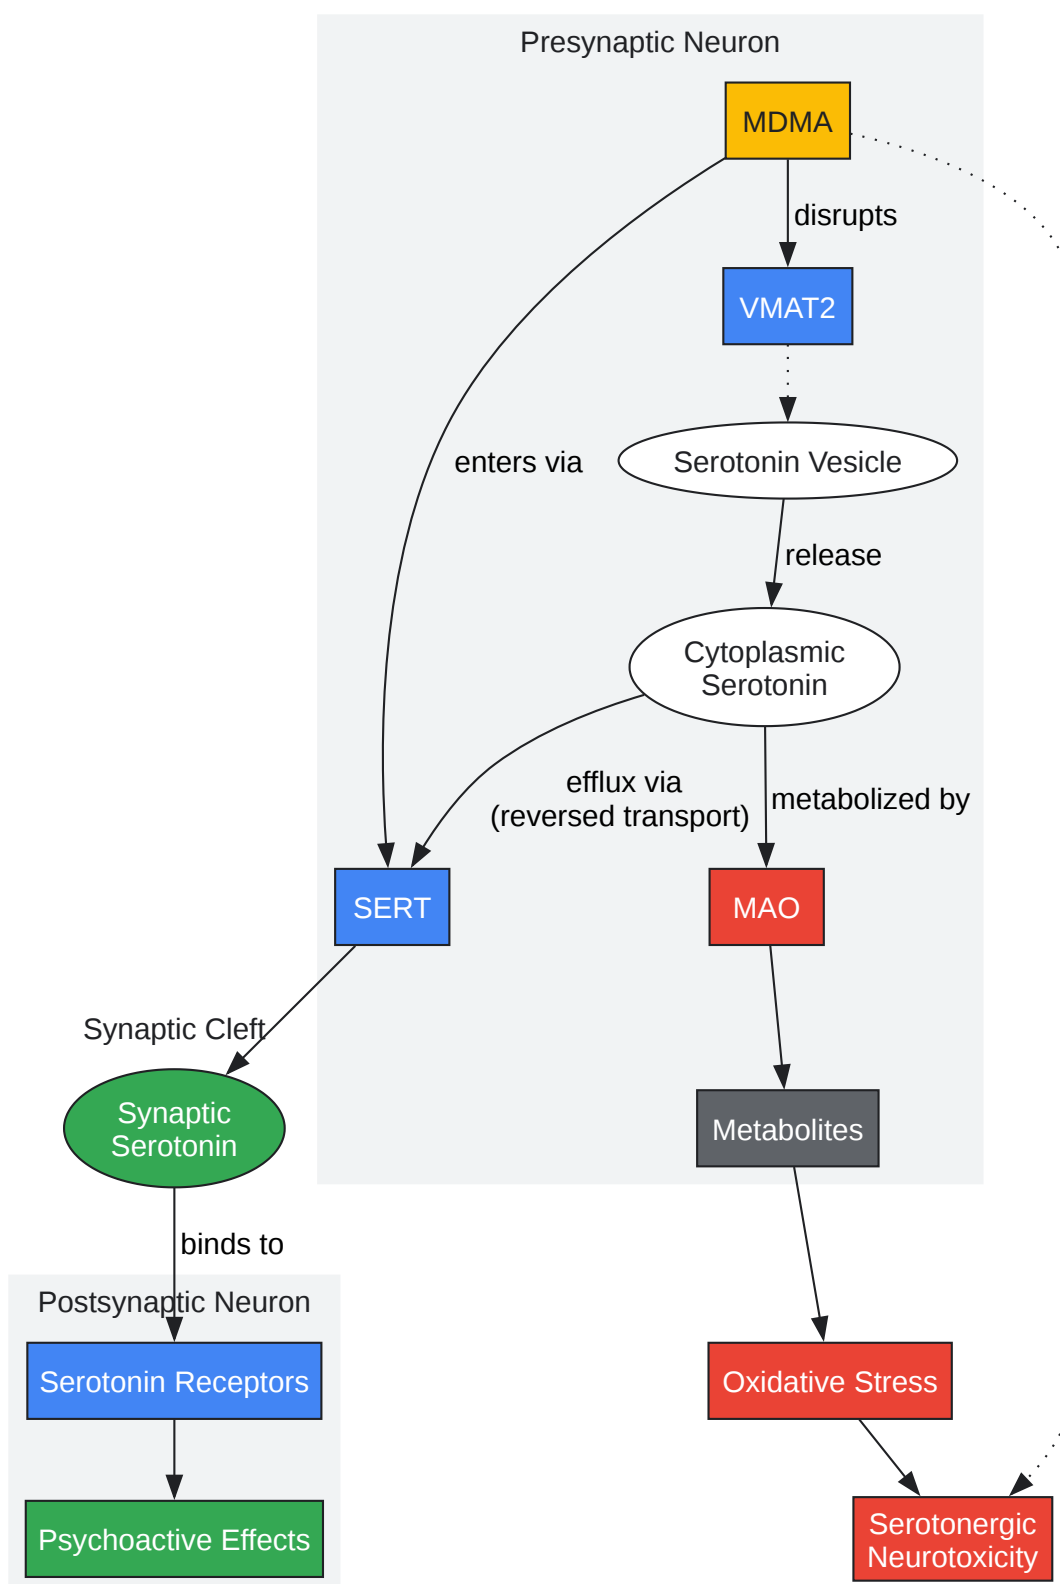 Presynaptic Neuron
MDMA
disrupts
VMAT2
enters via
Serotonin Vesicle
release
Cytoplasmic
Serotonin
efflux via
(reversed transport)
metabolized by
SERT
MAO
Synaptic Cleft
Synaptic
Serotonin
Metabolites
binds to
Postsynaptic Neuron
Serotonin Receptors
Oxidative Stress
Psychoactive Effects
Serotonergic
Neurotoxicity